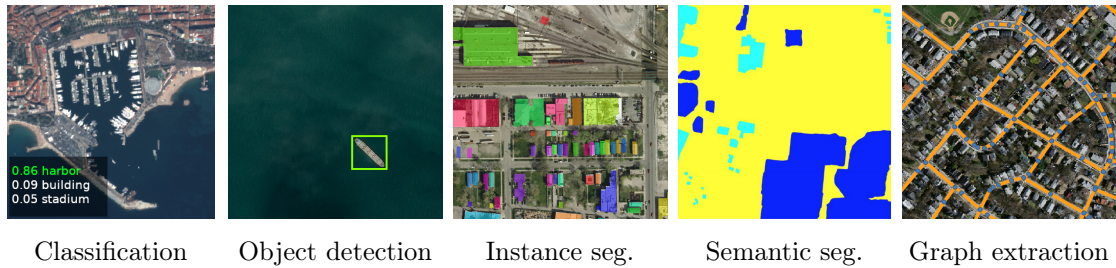 0.86 harbor
0.09 building
0.05 stadium
Classification
Object detection
Instance seg.
Semantic seg.
Graph extraction